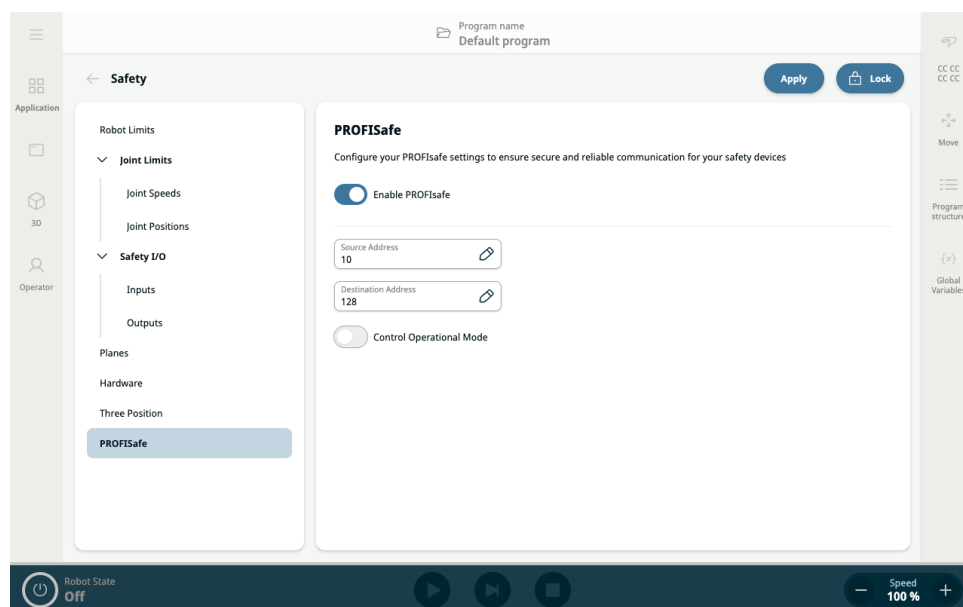 Program name
Default program
Safety
Apply
Lock
Application
3D
Operator
Robot Limits
Joint Limits
Joint Speeds
Joint Positions
Safety I/O
Inputs
Outputs
Planes
Hardware
Three Position
PROFISafe
PROFISafe
Configure your PROFIsafe settings to ensure secure and reliable communication for your safety devices
Enable PROFIsafe
Source Address
10
Destination Address
128
Control Operational Mode
CC CC
CC CC
Move
Program
structure
{x}
Global
Variables
Robot State
Off
Speed
100 %